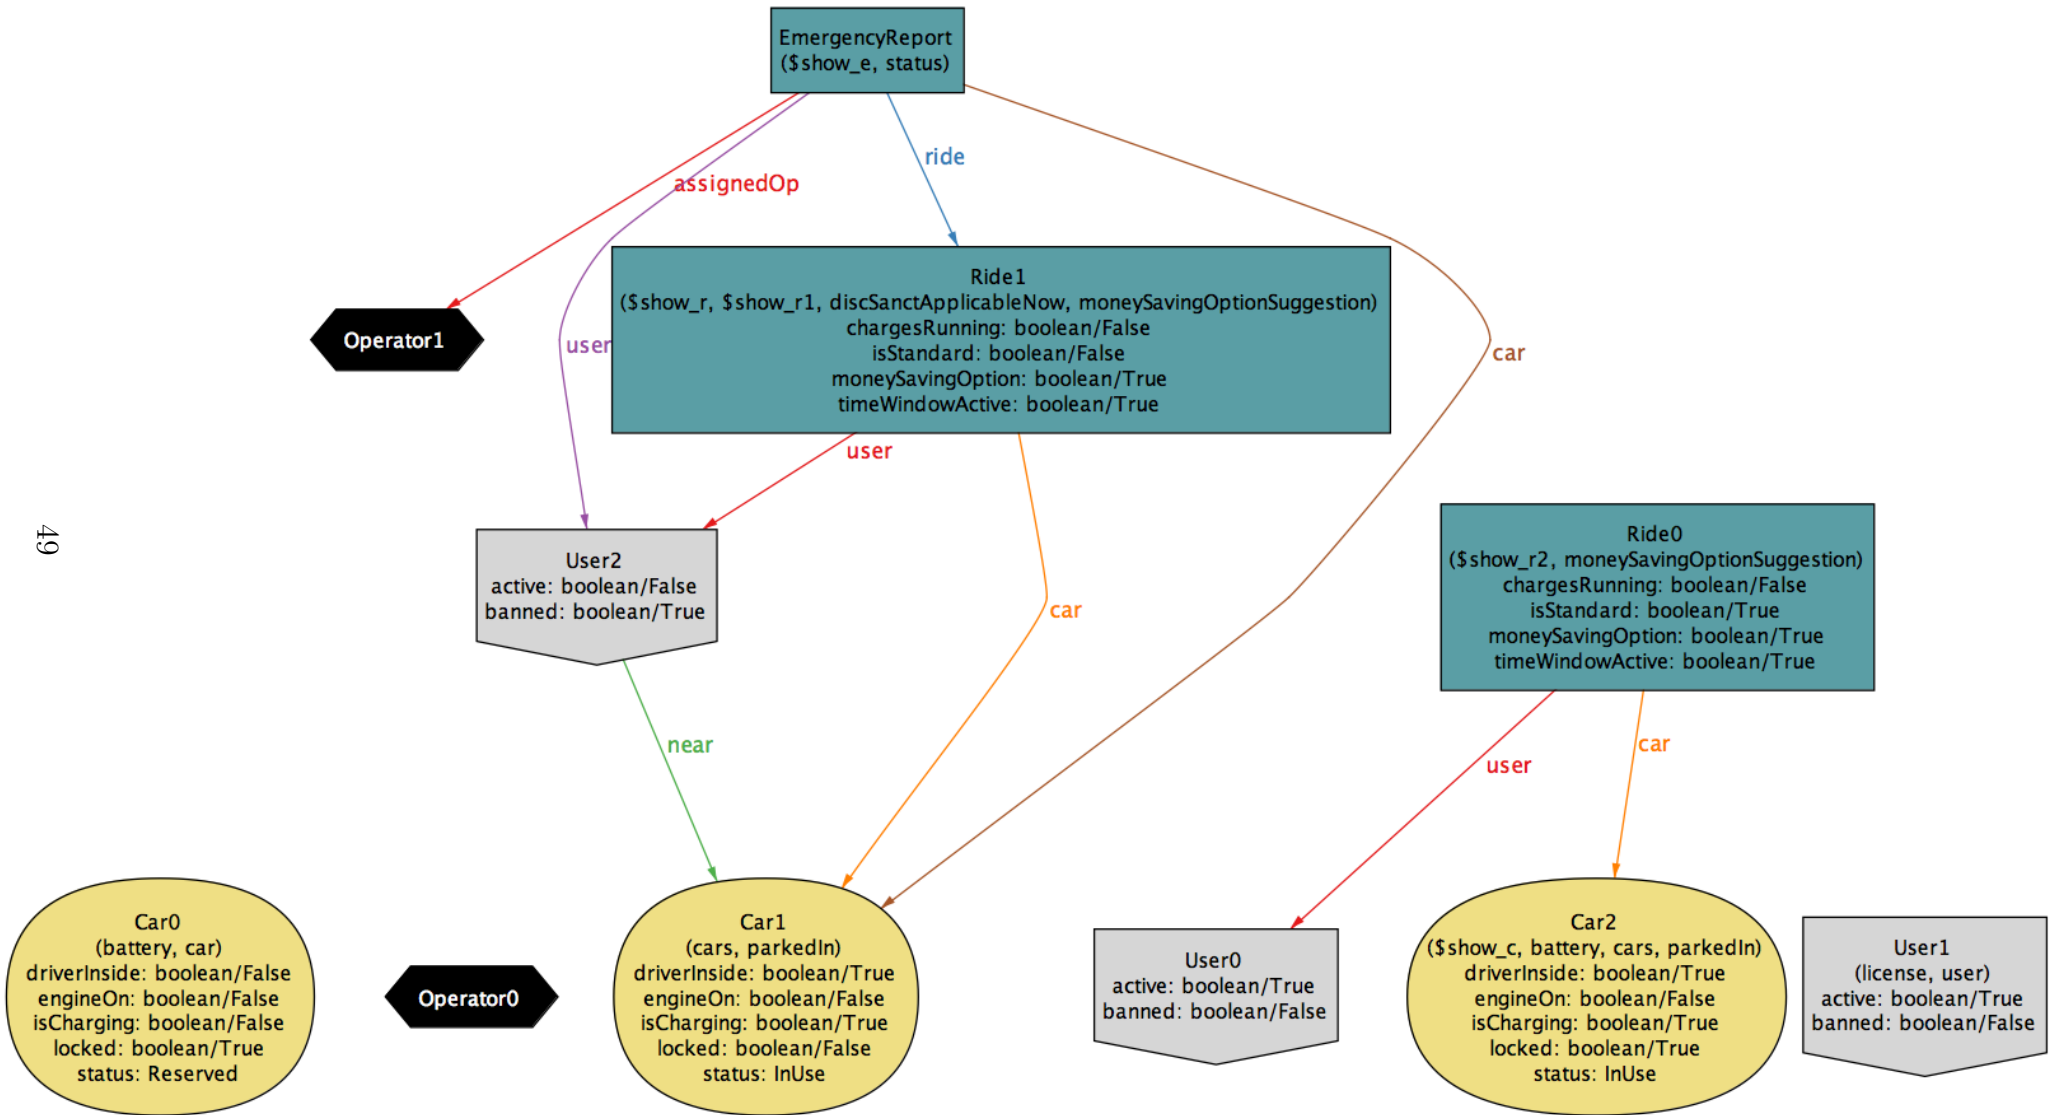 EmergencyReport
($show_e, status)
ride
assignedOp
Ride1
($show_r, $show_r1, discSanctApplicableNow, moneySavingOptionSuggestion)
chargesRunning: boolean/False
isStandard: boolean/False
moneySavingOption: boolean/True
timeWindowActive: boolean/True
Operator1
user
car
user
49
User2
active: boolean/False
banned: boolean/True
car
Ride0
($show_r2, moneySavingOptionSuggestion)
chargesRunning: boolean/False
isStandard: boolean/True
moneySavingOption: boolean/True
timeWindowActive: boolean/True
near
car
user
Car0
(battery, car)
driverInside: boolean/False
engineOn: boolean/False
isCharging: boolean/False
locked: boolean/True
status: Reserved
Operator0
Car1
(cars, parkedIn)
driverInside: boolean/True
engineOn: boolean/False
isCharging: boolean/True
locked: boolean/False
status: InUse
User0
active: boolean/True
banned: boolean/False
Car2
($show_c, battery, cars, parkedIn)
driverInside: boolean/True
engineOn: boolean/False
isCharging: boolean/True
locked: boolean/True
status: InUse
User1
(license, user)
active: boolean/True
banned: boolean/False